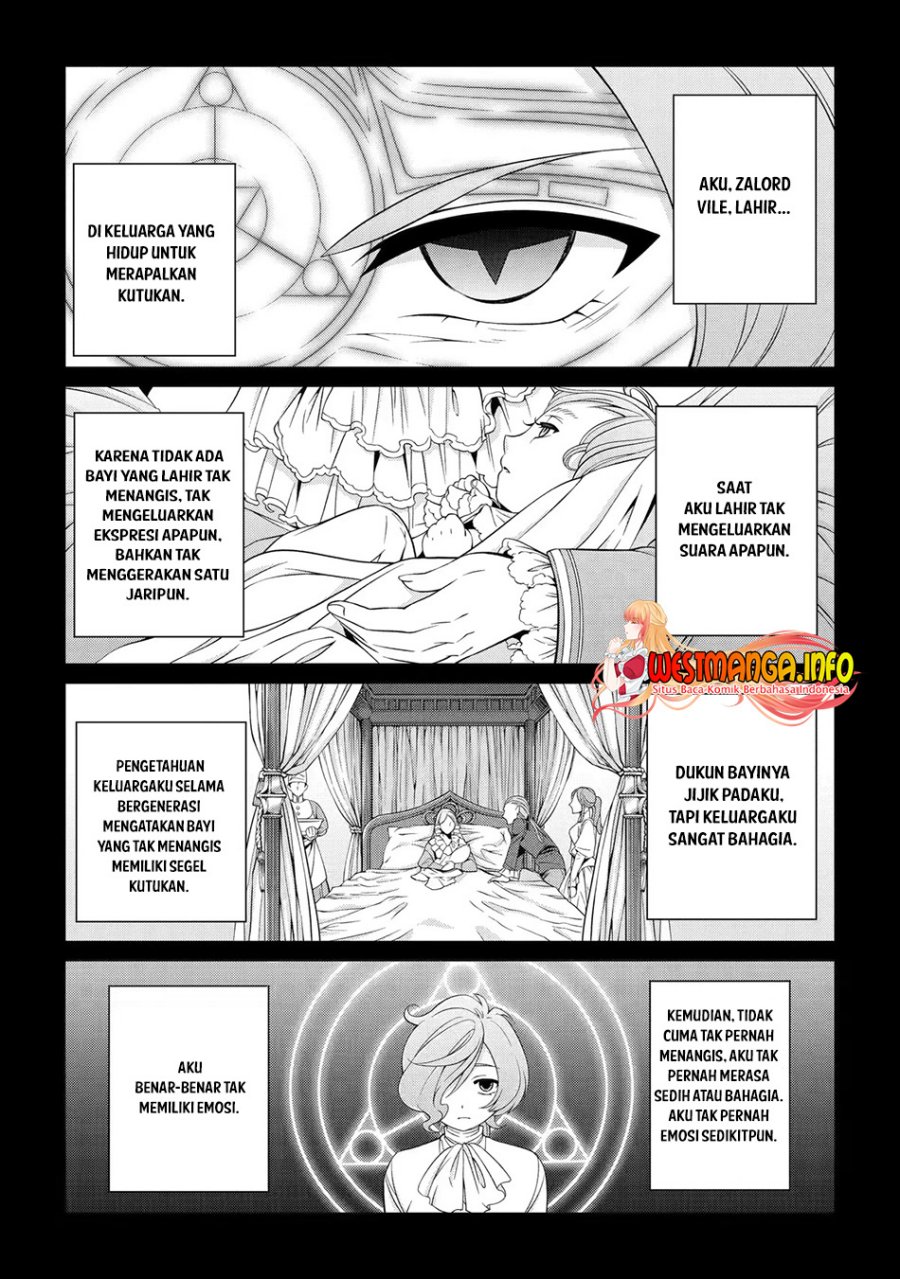 AKU, ZALORD
VILE, LAHIR...
DI KELUARGA YANG
HIDUP UNTUK
MERAPALKAN
KUTUKAN.
SAAT
AKU LAHIR TAK
MENGELUARKAN
SUARA APAPUN.
KARENA TIDAK ADA
BAYI YANG LAHIR TAK
MENANGIS, TAK
MENGELUARKAN
EKSPRESI APAPUN,
BAHKAN TAK
MENGGERAKAN SATU
JARIPUN.
WESTMANGA.INFO
Situs Baca Komik Berbahasa Indonesia
DUKUN BAYINYA
JIJIK PADAKU,
TAPI KELUARGAKU
SANGAT BAHAGIA.
PENGETAHUAN
KELUARGAKU SELAMA
BERGENERASI
MENGATAKAN BAYI
YANG TAK MENANGIS
MEMILIKI SEGEL
KUTUKAN.
KEMUDIAN, TIDAK
CUMA TAK PERNAH
MENANGIS, AKU TAK
PERNAH MERASA
SEDIH ATAU BAHAGIA.
AKU TAK PERNAH
EMOSI SEDIKITPUN.
AKU
BENAR-BENAR TAK
MEMILIKI EMOSI.